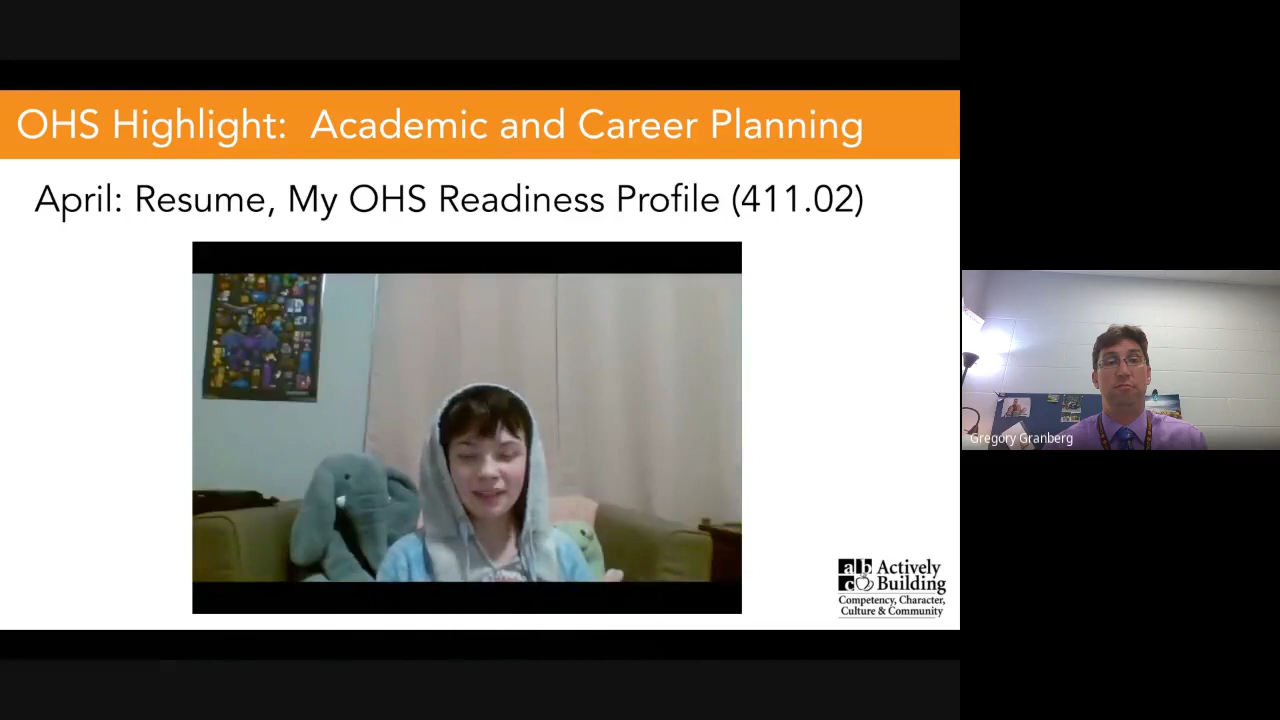 OHS Highlight: Academic and Career Planning
April: Resume, My OHS Readiness Profile (411.02)
Gregory Granberg
abc Actively
Building
Competency, Character,
Culture & Community